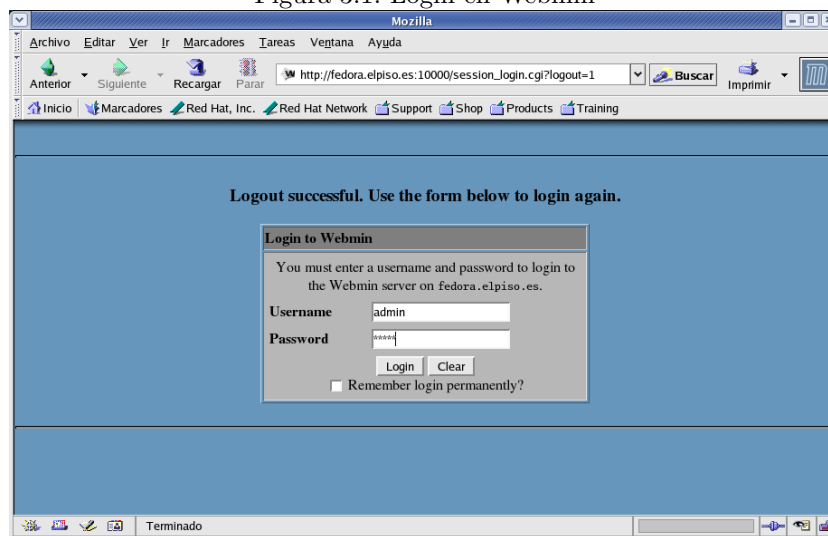 Figura 3.1: Login en Webmin
Mozilla
Archivo Editar Ver Ir Marcadores Tareas Ventana Ayuda
Anterior Siguiente Recargar Parar http://fedora.elpiso.es:10000/session_login.cgi?logout=1 Buscar Imprimir
Inicio Marcadores Red Hat, Inc. Red Hat Network Support Shop Products Training
Logout successful. Use the form below to login again.
Login to Webmin
You must enter a username and password to login to
the Webmin server on fedora.elpiso.es.
Username admin
Password *****
Login Clear
Remember login permanently?
Terminado